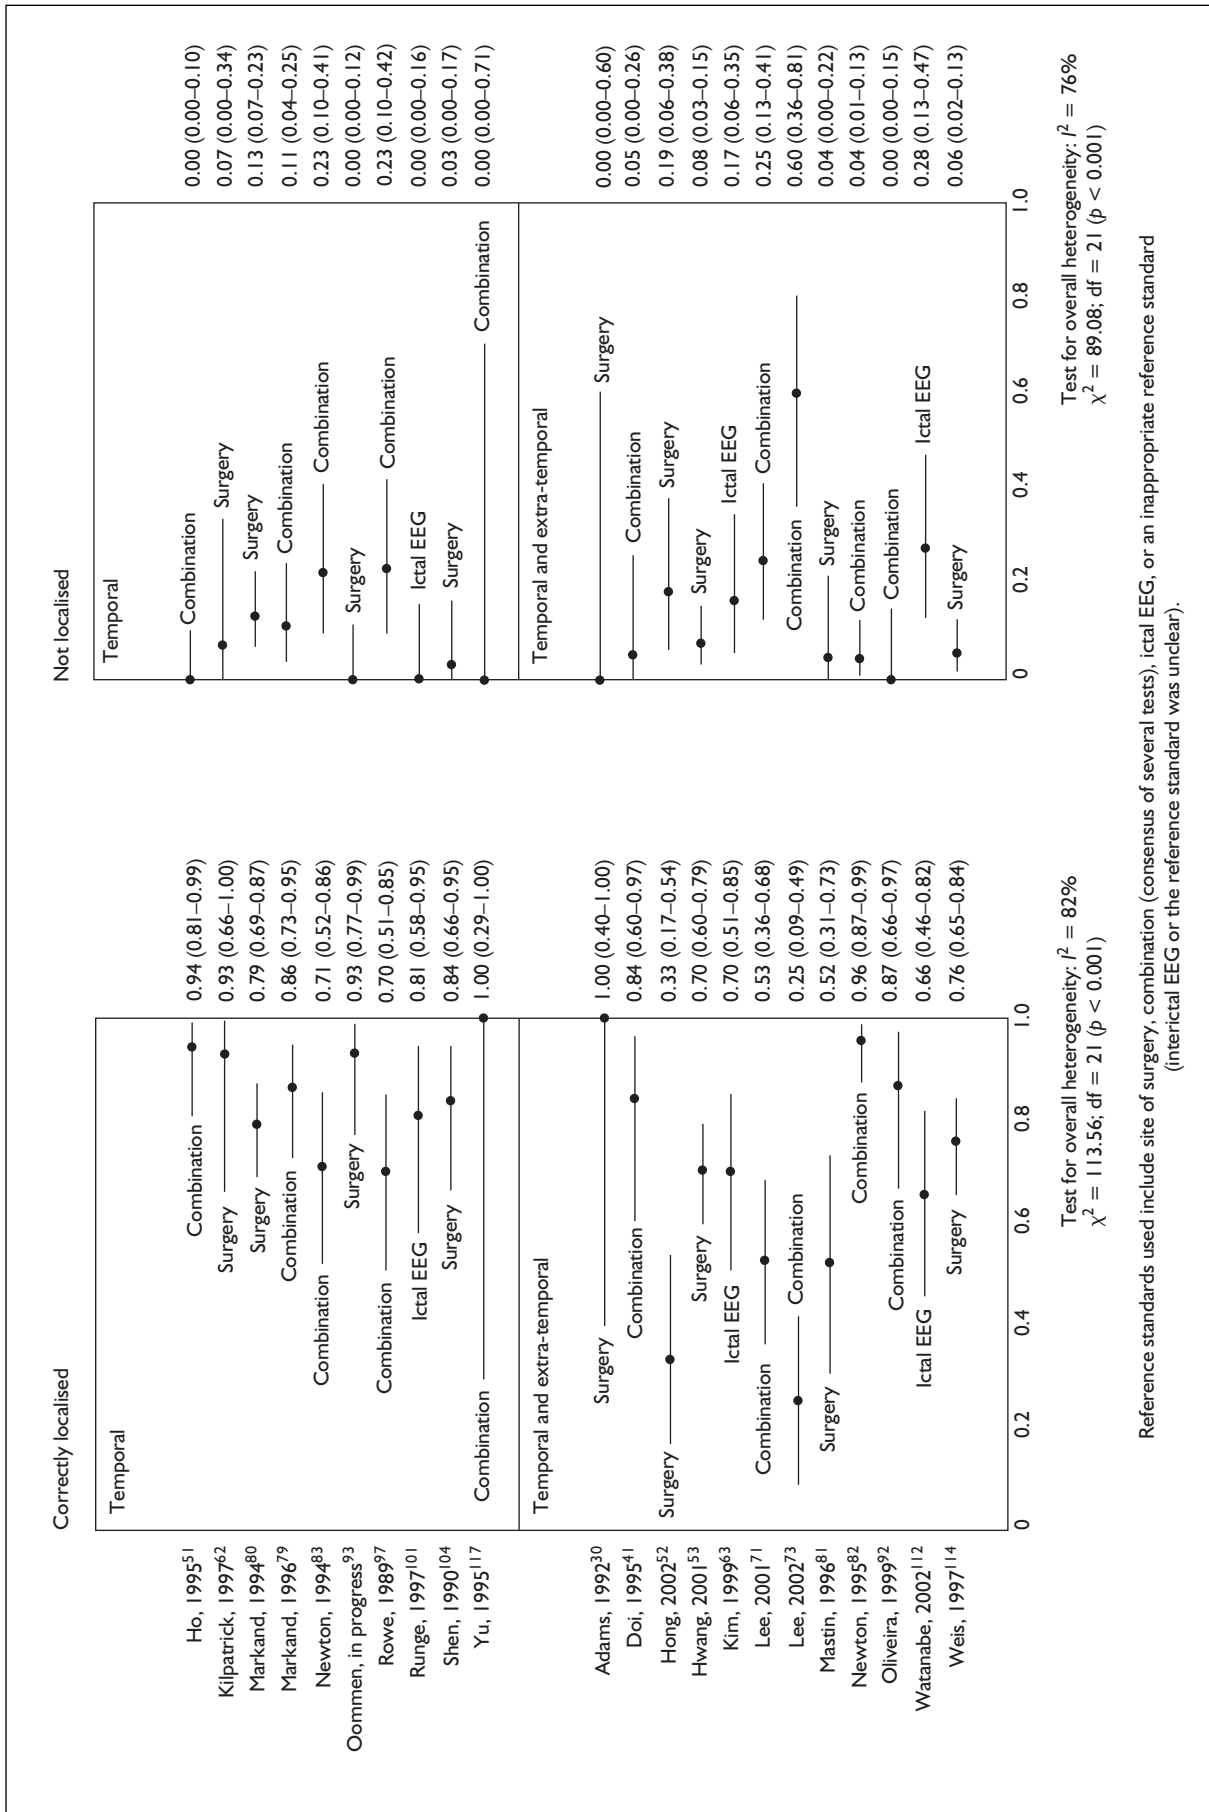 Correctly localised
Not localised
Temporal
Temporal
Ho, 1995⁵¹ Combination 0.94 (0.81–0.99) Combination 0.00 (0.00–0.10)
Kilpatrick, 1997⁶² Surgery 0.93 (0.66–1.00) Surgery 0.07 (0.00–0.34)
Markand, 1994⁸⁰ Surgery 0.79 (0.69–0.87) Surgery 0.13 (0.07–0.23)
Markand, 1996⁷⁹ Combination 0.86 (0.73–0.95) Combination 0.11 (0.04–0.25)
Newton, 1994⁸³ Combination 0.71 (0.52–0.86) Combination 0.23 (0.10–0.41)
Oommen, in progress⁹³ Surgery 0.93 (0.77–0.99) Surgery 0.00 (0.00–0.12)
Rowe, 1989⁹⁷ Combination 0.70 (0.51–0.85) Combination 0.23 (0.10–0.42)
Runge, 1997¹⁰¹ Ictal EEG 0.81 (0.58–0.95) Ictal EEG 0.00 (0.00–0.16)
Shen, 1990¹⁰⁴ Surgery 0.84 (0.66–0.95) Surgery 0.03 (0.00–0.17)
Yu, 1995¹¹⁷ Combination 1.00 (0.29–1.00) Combination 0.00 (0.00–0.71)
Temporal and extra-temporal
Temporal and extra-temporal
Adams, 1992³⁰ Surgery 1.00 (0.40–1.00) Surgery 0.00 (0.00–0.60)
Doi, 1995⁴¹ Combination 0.84 (0.60–0.97) Combination 0.05 (0.00–0.26)
Hong, 2002⁵² Surgery 0.33 (0.17–0.54) Surgery 0.19 (0.06–0.38)
Hwang, 2001⁵³ Surgery 0.70 (0.60–0.79) Surgery 0.08 (0.03–0.15)
Kim, 1999⁶³ Ictal EEG 0.70 (0.51–0.85) Ictal EEG 0.17 (0.06–0.35)
Lee, 2001⁷¹ Combination 0.53 (0.36–0.68) Combination 0.25 (0.13–0.41)
Lee, 2002⁷³ Combination 0.25 (0.09–0.49) Combination 0.60 (0.36–0.81)
Mastin, 1996⁸¹ Surgery 0.52 (0.31–0.73) Surgery 0.04 (0.00–0.22)
Newton, 1995⁸² Combination 0.96 (0.87–0.99) Combination 0.04 (0.01–0.13)
Oliveira, 1999⁹² Combination 0.87 (0.66–0.97) Combination 0.00 (0.00–0.15)
Watanabe, 2002¹¹² Ictal EEG 0.66 (0.46–0.82) Ictal EEG 0.28 (0.13–0.47)
Weis, 1997¹¹⁴ Surgery 0.76 (0.65–0.84) Surgery 0.06 (0.02–0.13)
0 0.2 0.4 0.6 0.8 1.0
0 0.2 0.4 0.6 0.8 1.0
Test for overall heterogeneity: I² = 82%
χ² = 113.56; df = 21 (p < 0.001)
Test for overall heterogeneity: I² = 76%
χ² = 89.08; df = 21 (p < 0.001)
Reference standards used include site of surgery, combination (consensus of several tests), ictal EEG, or an inappropriate reference standard
(interictal EEG or the reference standard was unclear).